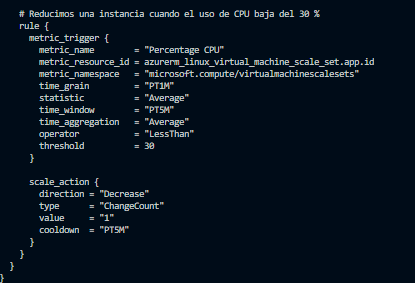 # Reducimos una instancia cuando el uso de CPU baja del 30 %
rule {
metric_trigger {
metric_name = "Percentage CPU"
metric_resource_id = azurerm_linux_virtual_machine_scale_set.app.id
metric_namespace = "microsoft.compute/virtualmachinescalesets"
time_grain = "PT1M"
statistic = "Average"
time_window = "PT5M"
time_aggregation = "Average"
operator = "LessThan"
threshold = 30
}
scale_action {
direction = "Decrease"
type = "ChangeCount"
value = "1"
cooldown = "PT5M"
}
}
}
}